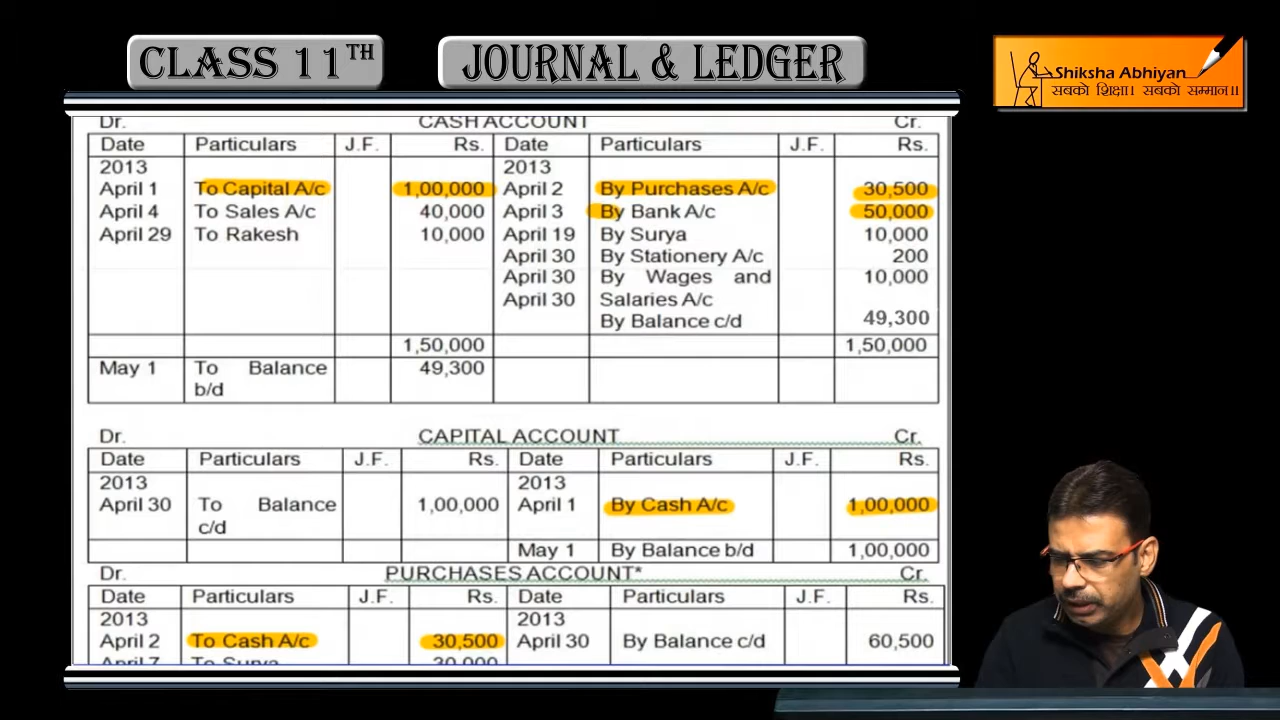 CLASS 11TH
JOURNAL & LEDGER
Shiksha Abhiyan
सबको शिक्षा। सबको सम्मान॥
Dr. CASH ACCOUNT Cr.
Date Particulars J.F. Rs. Date Particulars J.F. Rs.
2013 2013
April 1 To Capital A/c 1,00,000 April 2 By Purchases A/c 30,500
April 4 To Sales A/c 40,000 April 3 By Bank A/c 50,000
April 29 To Rakesh 10,000 April 19 By Surya 10,000
April 30 By Stationery A/c 200
April 30 By Wages and 10,000
April 30 Salaries A/c
By Balance c/d 49,300
1,50,000 1,50,000
May 1 To Balance 49,300
b/d
Dr. CAPITAL ACCOUNT Cr.
Date Particulars J.F. Rs. Date Particulars J.F. Rs.
2013 2013
April 30 To Balance 1,00,000 April 1 By Cash A/c 1,00,000
c/d
May 1 By Balance b/d 1,00,000
Dr. PURCHASES ACCOUNT* Cr.
Date Particulars J.F. Rs. Date Particulars J.F. Rs.
2013 2013
April 2 To Cash A/c 30,500 April 30 By Balance c/d 60,500
April 7 To Surya 30,000